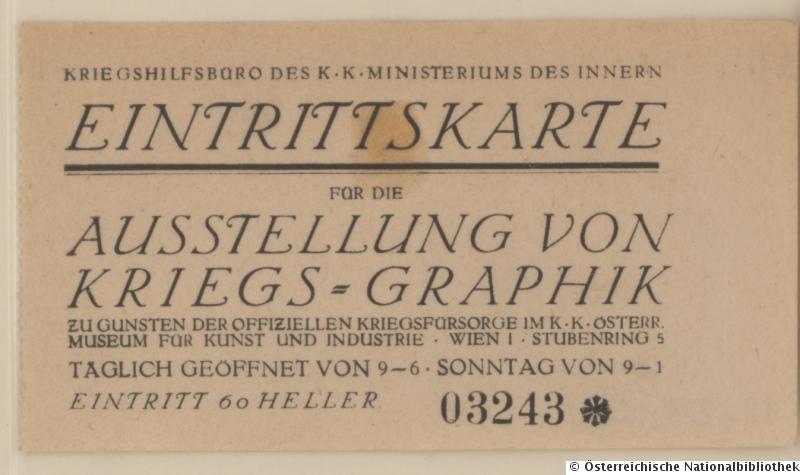 KRIEGSHILFSBÜRO DES K·K·MINISTERIUMS DES INNERN
EINTRITTSKARTE
FÜR DIE
AUSSTELLUNG VON
KRIEGS=GRAPHIK
ZU GUNSTEN DER OFFIZIELLEN KRIEGSFÜRSORGE IM K·K·ÖSTERR.
MUSEUM FÜR KUNST UND INDUSTRIE · WIEN I · STUBENRING 5
TÄGLICH GEÖFFNET VON 9–6 · SONNTAG VON 9–1
EINTRITT 60 HELLER.
03243
© Österreichische Nationalbibliothek